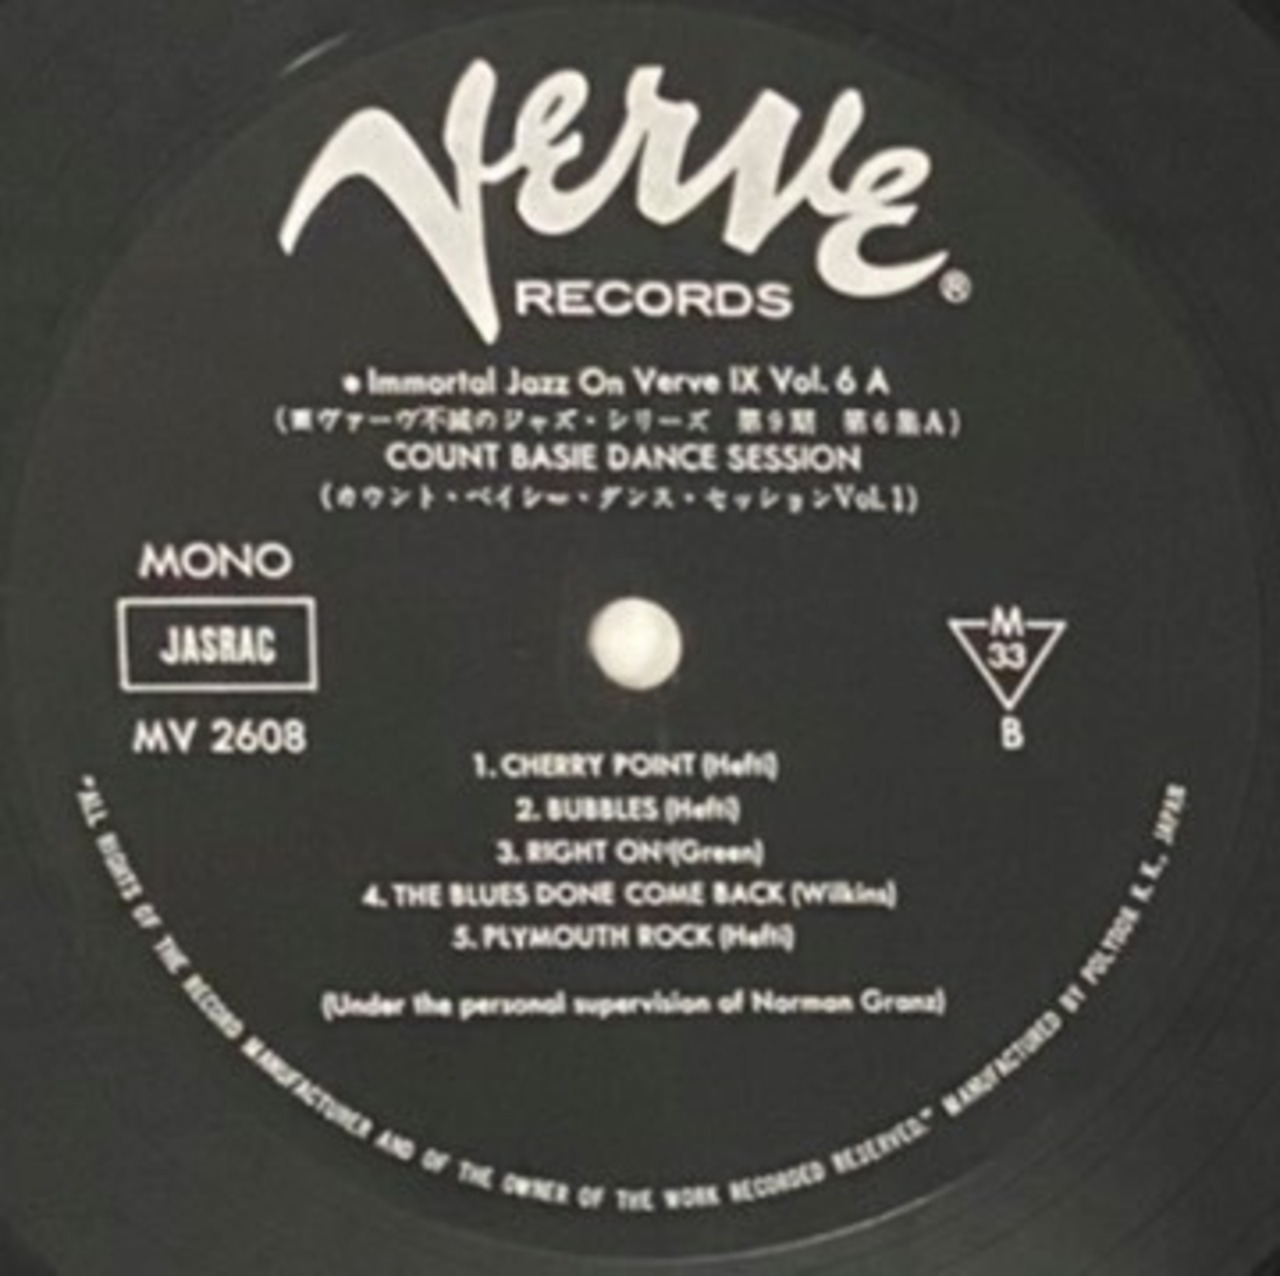 Verve
RECORDS ®
● Immortal Jazz On Verve IX Vol. 6 A
ヴァーヴ不滅のジャズ・シリーズ 第9期 第6集A)
COUNT BASIE DANCE SESSION
(カウント・ベイシー・ダンス・セッションVol. 1)
MONO
JASRAC
MV 2608
M
33
B
1. CHERRY POINT (Hefti)
2. BUBBLES (Hefti)
3. RIGHT ON (Green)
4. THE BLUES DONE COME BACK (Wilkins)
5. PLYMOUTH ROCK (Hefti)
(Under the personal supervision of Norman Granz)
"ALL RIGHTS OF THE RECORD MANUFACTURER AND OF THE OWNER OF THE WORK RECORDED RESERVED." MANUFACTURED BY POLYDOR K. K., JAPAN